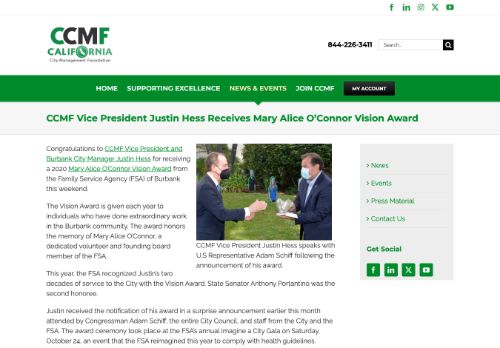 CCMF
CALIFORNIA
City Management Foundation
844-226-3411
Search...
HOME SUPPORTING EXCELLENCE NEWS & EVENTS JOIN CCMF MY ACCOUNT
CCMF Vice President Justin Hess Receives Mary Alice O'Connor Vision Award
Congratulations to CCMF Vice President and
Burbank City Manager Justin Hess for receiving
a 2020 Mary Alice O'Connor Vision Award from
the Family Service Agency (FSA) of Burbank
this weekend.
The Vision Award is given each year to
individuals who have done extraordinary work
in the Burbank community. The award honors
the memory of Mary Alice O'Connor, a
dedicated volunteer and founding board
member of the FSA.
CCMF Vice President Justin Hess speaks with
U.S Representative Adam Schiff following the
announcement of his award.
This year, the FSA recognized Justin's two
decades of service to the City with the Vision Award. State Senator Anthony Portantino was the
second honoree.
Justin received the notification of his award in a surprise announcement earlier this month
attended by Congressman Adam Schiff, the entire City Council, and staff from the City and the
FSA. The award ceremony took place at the FSA's annual Imagine a City Gala on Saturday,
October 24, an event that the FSA reimagined this year to comply with health guidelines.
> News
> Events
> Press Material
> Contact Us
Get Social